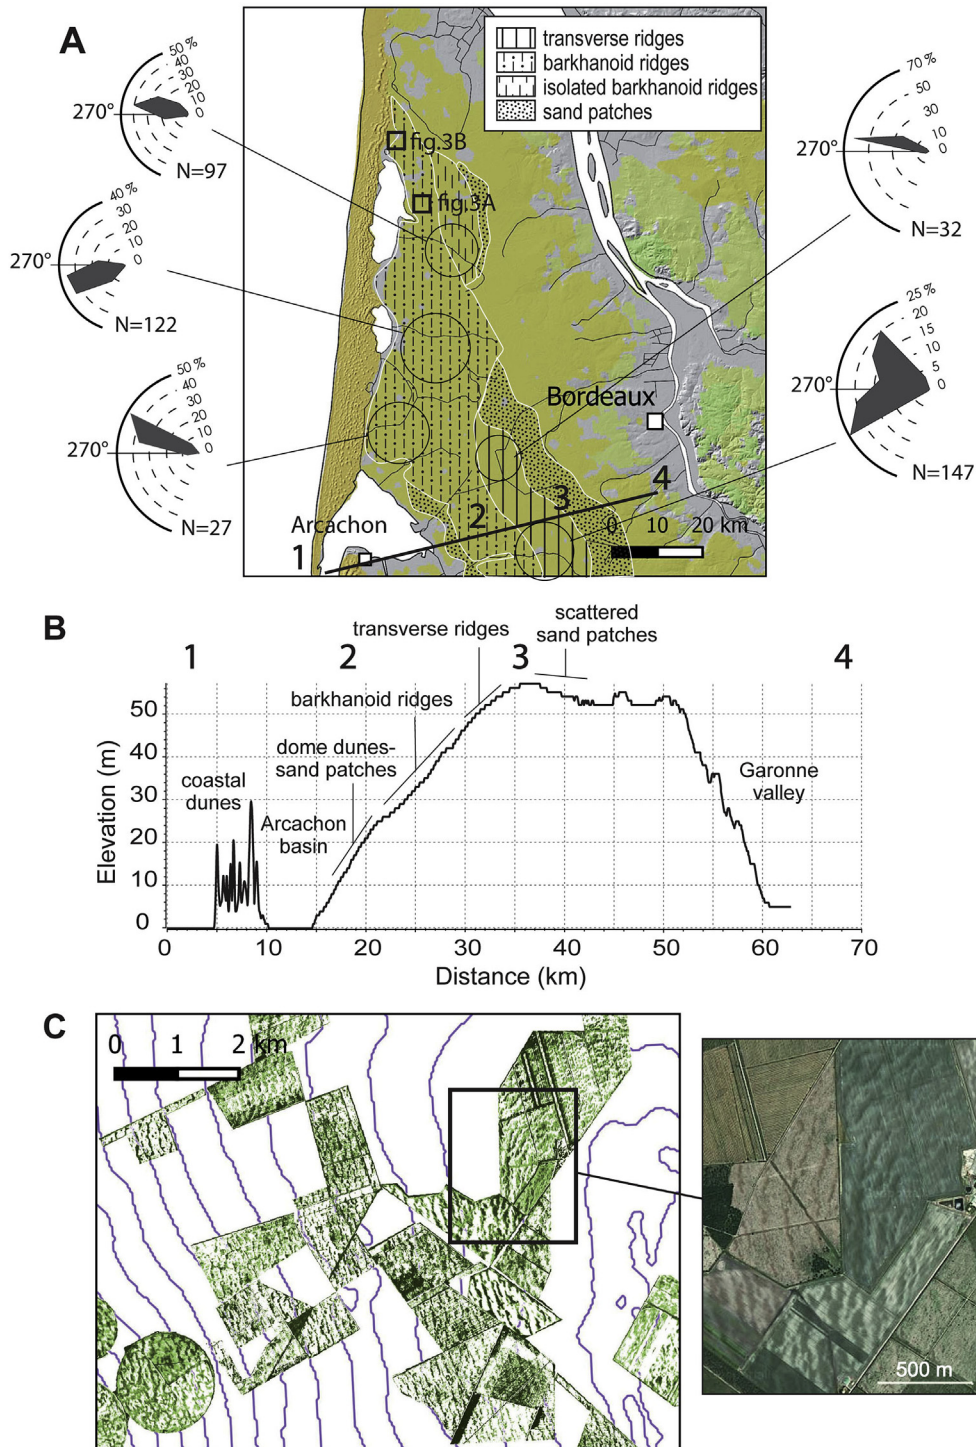 A
transverse ridges
barkhanoid ridges
isolated barkhanoid ridges
sand patches
50 %
40
30
20
10
0
270°
N=97
40 %
30
20
10
0
270°
N=122
50 %
40
30
20
10
0
270°
N=27
70 %
50
30
10
0
270°
N=32
25 %
20
15
10
5
0
270°
N=147
fig.3B
fig.3A
Bordeaux
Arcachon
1
2
3
4
0 10 20 km
B
1 2 3 4
transverse ridges
scattered
sand patches
barkhanoid ridges
dome dunes-
sand patches
coastal
dunes
Arcachon
basin
Garonne
valley
Elevation (m)
50
40
30
20
10
0
0 10 20 30 40 50 60 70
Distance (km)
C
0 1 2 km
500 m